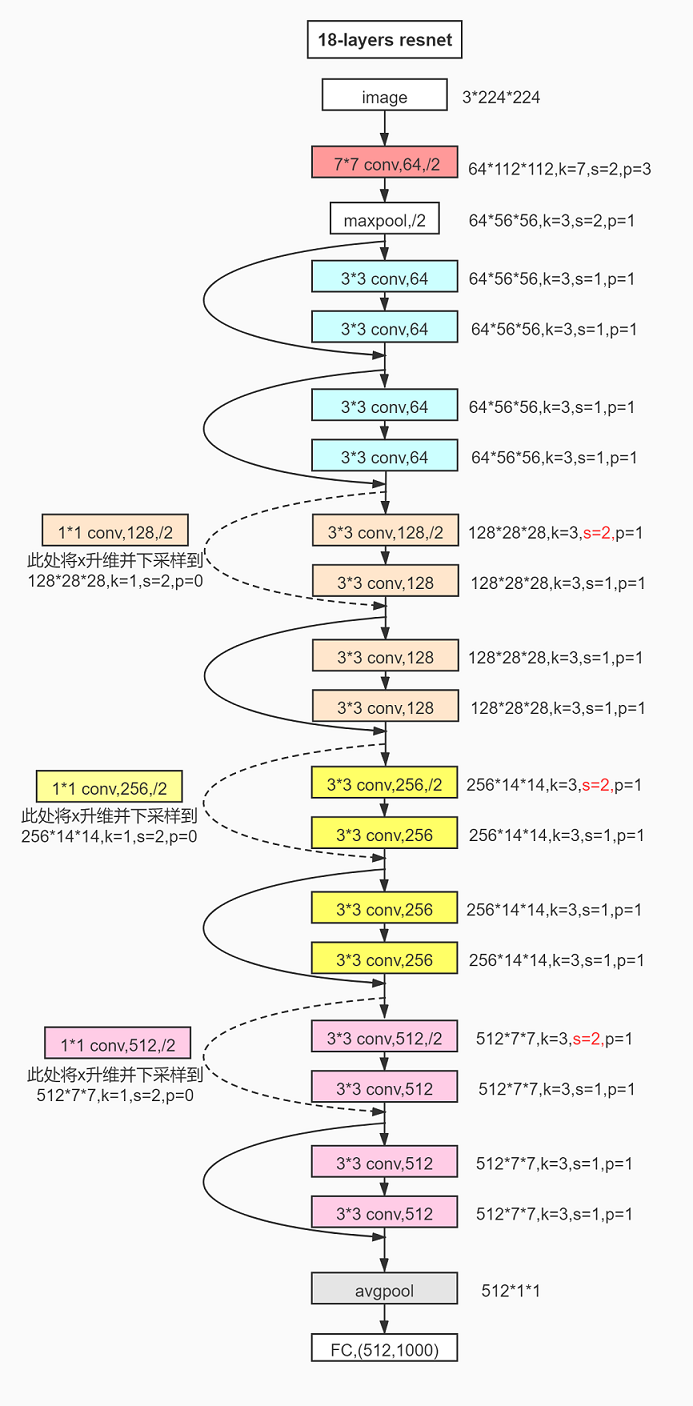 18-layers resnet
image
3*224*224
7*7 conv,64,/2
64*112*112,k=7,s=2,p=3
maxpool,/2
64*56*56,k=3,s=2,p=1
3*3 conv,64
64*56*56,k=3,s=1,p=1
3*3 conv,64
64*56*56,k=3,s=1,p=1
3*3 conv,64
64*56*56,k=3,s=1,p=1
3*3 conv,64
64*56*56,k=3,s=1,p=1
1*1 conv,128,/2
此处将x升维并下采样到
128*28*28,k=1,s=2,p=0
3*3 conv,128,/2
128*28*28,k=3,s=2,p=1
3*3 conv,128
128*28*28,k=3,s=1,p=1
3*3 conv,128
128*28*28,k=3,s=1,p=1
3*3 conv,128
128*28*28,k=3,s=1,p=1
1*1 conv,256,/2
此处将x升维并下采样到
256*14*14,k=1,s=2,p=0
3*3 conv,256,/2
256*14*14,k=3,s=2,p=1
3*3 conv,256
256*14*14,k=3,s=1,p=1
3*3 conv,256
256*14*14,k=3,s=1,p=1
3*3 conv,256
256*14*14,k=3,s=1,p=1
1*1 conv,512,/2
此处将x升维并下采样到
512*7*7,k=1,s=2,p=0
3*3 conv,512,/2
512*7*7,k=3,s=2,p=1
3*3 conv,512
512*7*7,k=3,s=1,p=1
3*3 conv,512
512*7*7,k=3,s=1,p=1
3*3 conv,512
512*7*7,k=3,s=1,p=1
avgpool
512*1*1
FC,(512,1000)